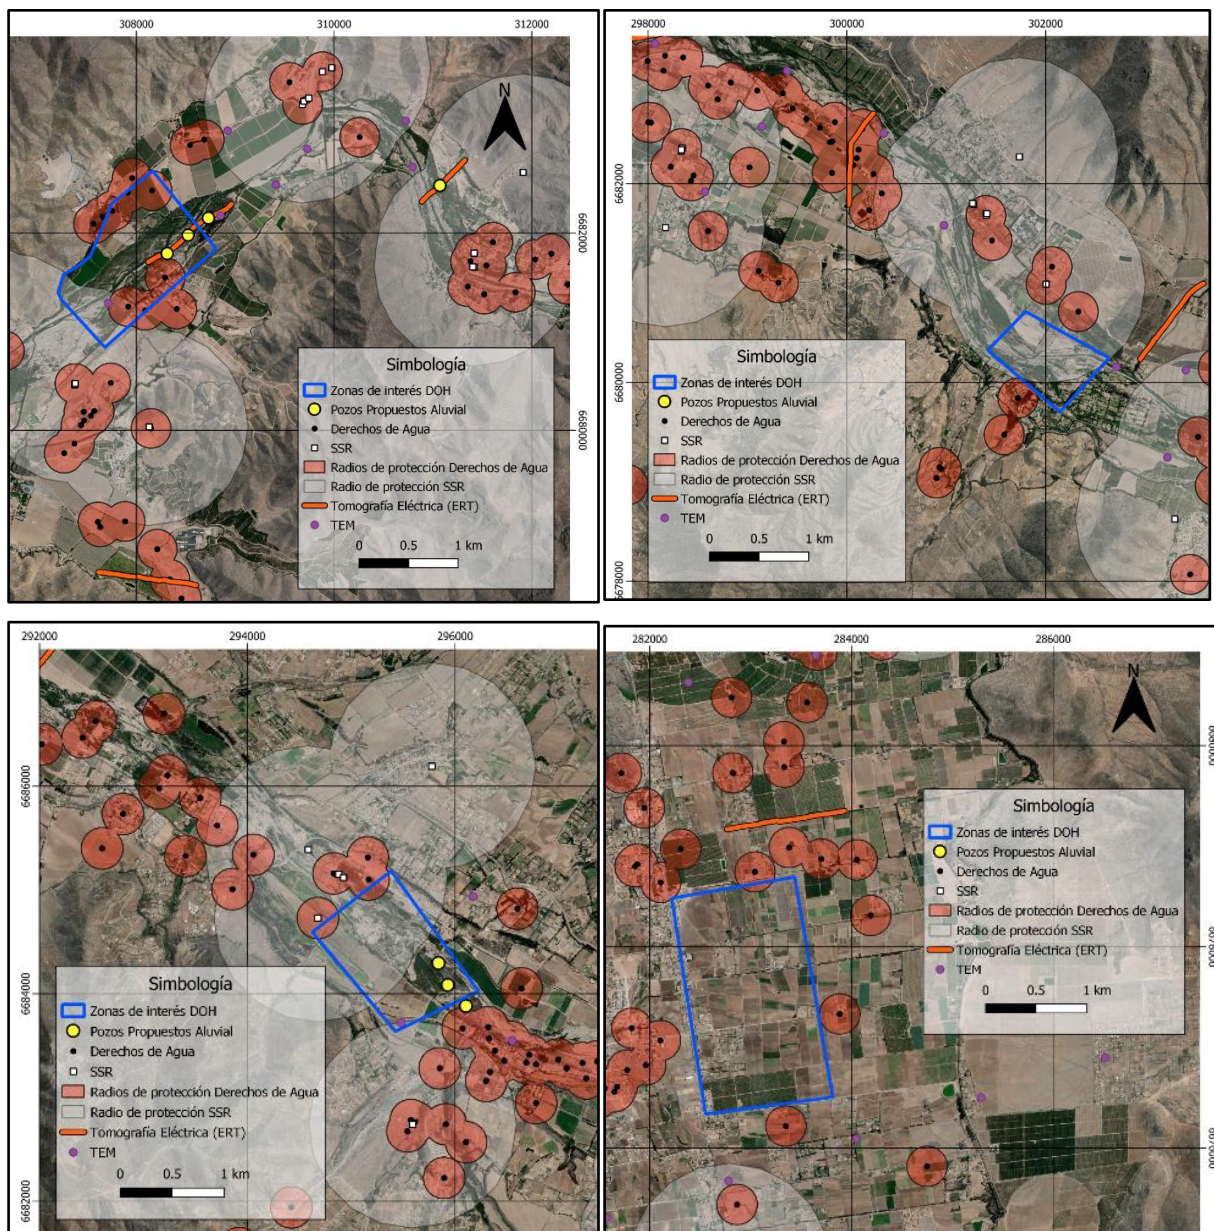 308000 310000 312000
N
6682000
6680000
Simbología
Zonas de interés DOH
Pozos Propuestos Aluvial
Derechos de Agua
SSR
Radios de protección Derechos de Agua
Radio de protección SSR
Tomografía Eléctrica (ERT)
TEM
0 0.5 1 km
298000 300000 302000
6682000
6680000
6678000
Simbología
Zonas de interés DOH
Pozos Propuestos Aluvial
Derechos de Agua
SSR
Radios de protección Derechos de Agua
Radio de protección SSR
Tomografía Eléctrica (ERT)
TEM
0 0.5 1 km
292000 294000 296000
6686000
6684000
6682000
Simbología
Zonas de interés DOH
Pozos Propuestos Aluvial
Derechos de Agua
SSR
Radios de protección Derechos de Agua
Radio de protección SSR
Tomografía Eléctrica (ERT)
TEM
0 0.5 1 km
282000 284000 286000
N
Simbología
Zonas de interés DOH
Pozos Propuestos Aluvial
Derechos de Agua
SSR
Radios de protección Derechos de Agua
Radio de protección SSR
Tomografía Eléctrica (ERT)
TEM
0 0.5 1 km